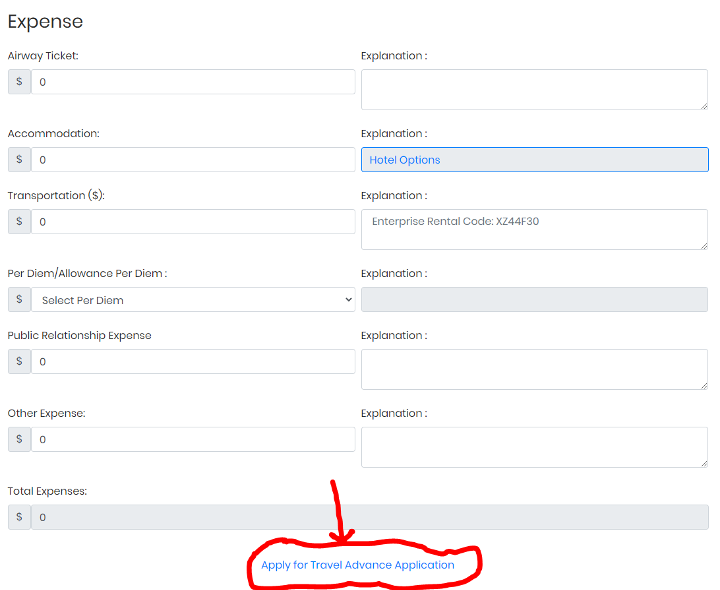 Expense
Airway Ticket: Explanation :
$ 0
Accommodation: Explanation :
$ 0 Hotel Options
Transportation ($): Explanation :
$ 0 Enterprise Rental Code: XZ44F30
Per Diem/Allowance Per Diem : Explanation :
$ Select Per Diem
Public Relationship Expense Explanation :
$ 0
Other Expense: Explanation :
$ 0
Total Expenses:
$ 0
Apply for Travel Advance Application